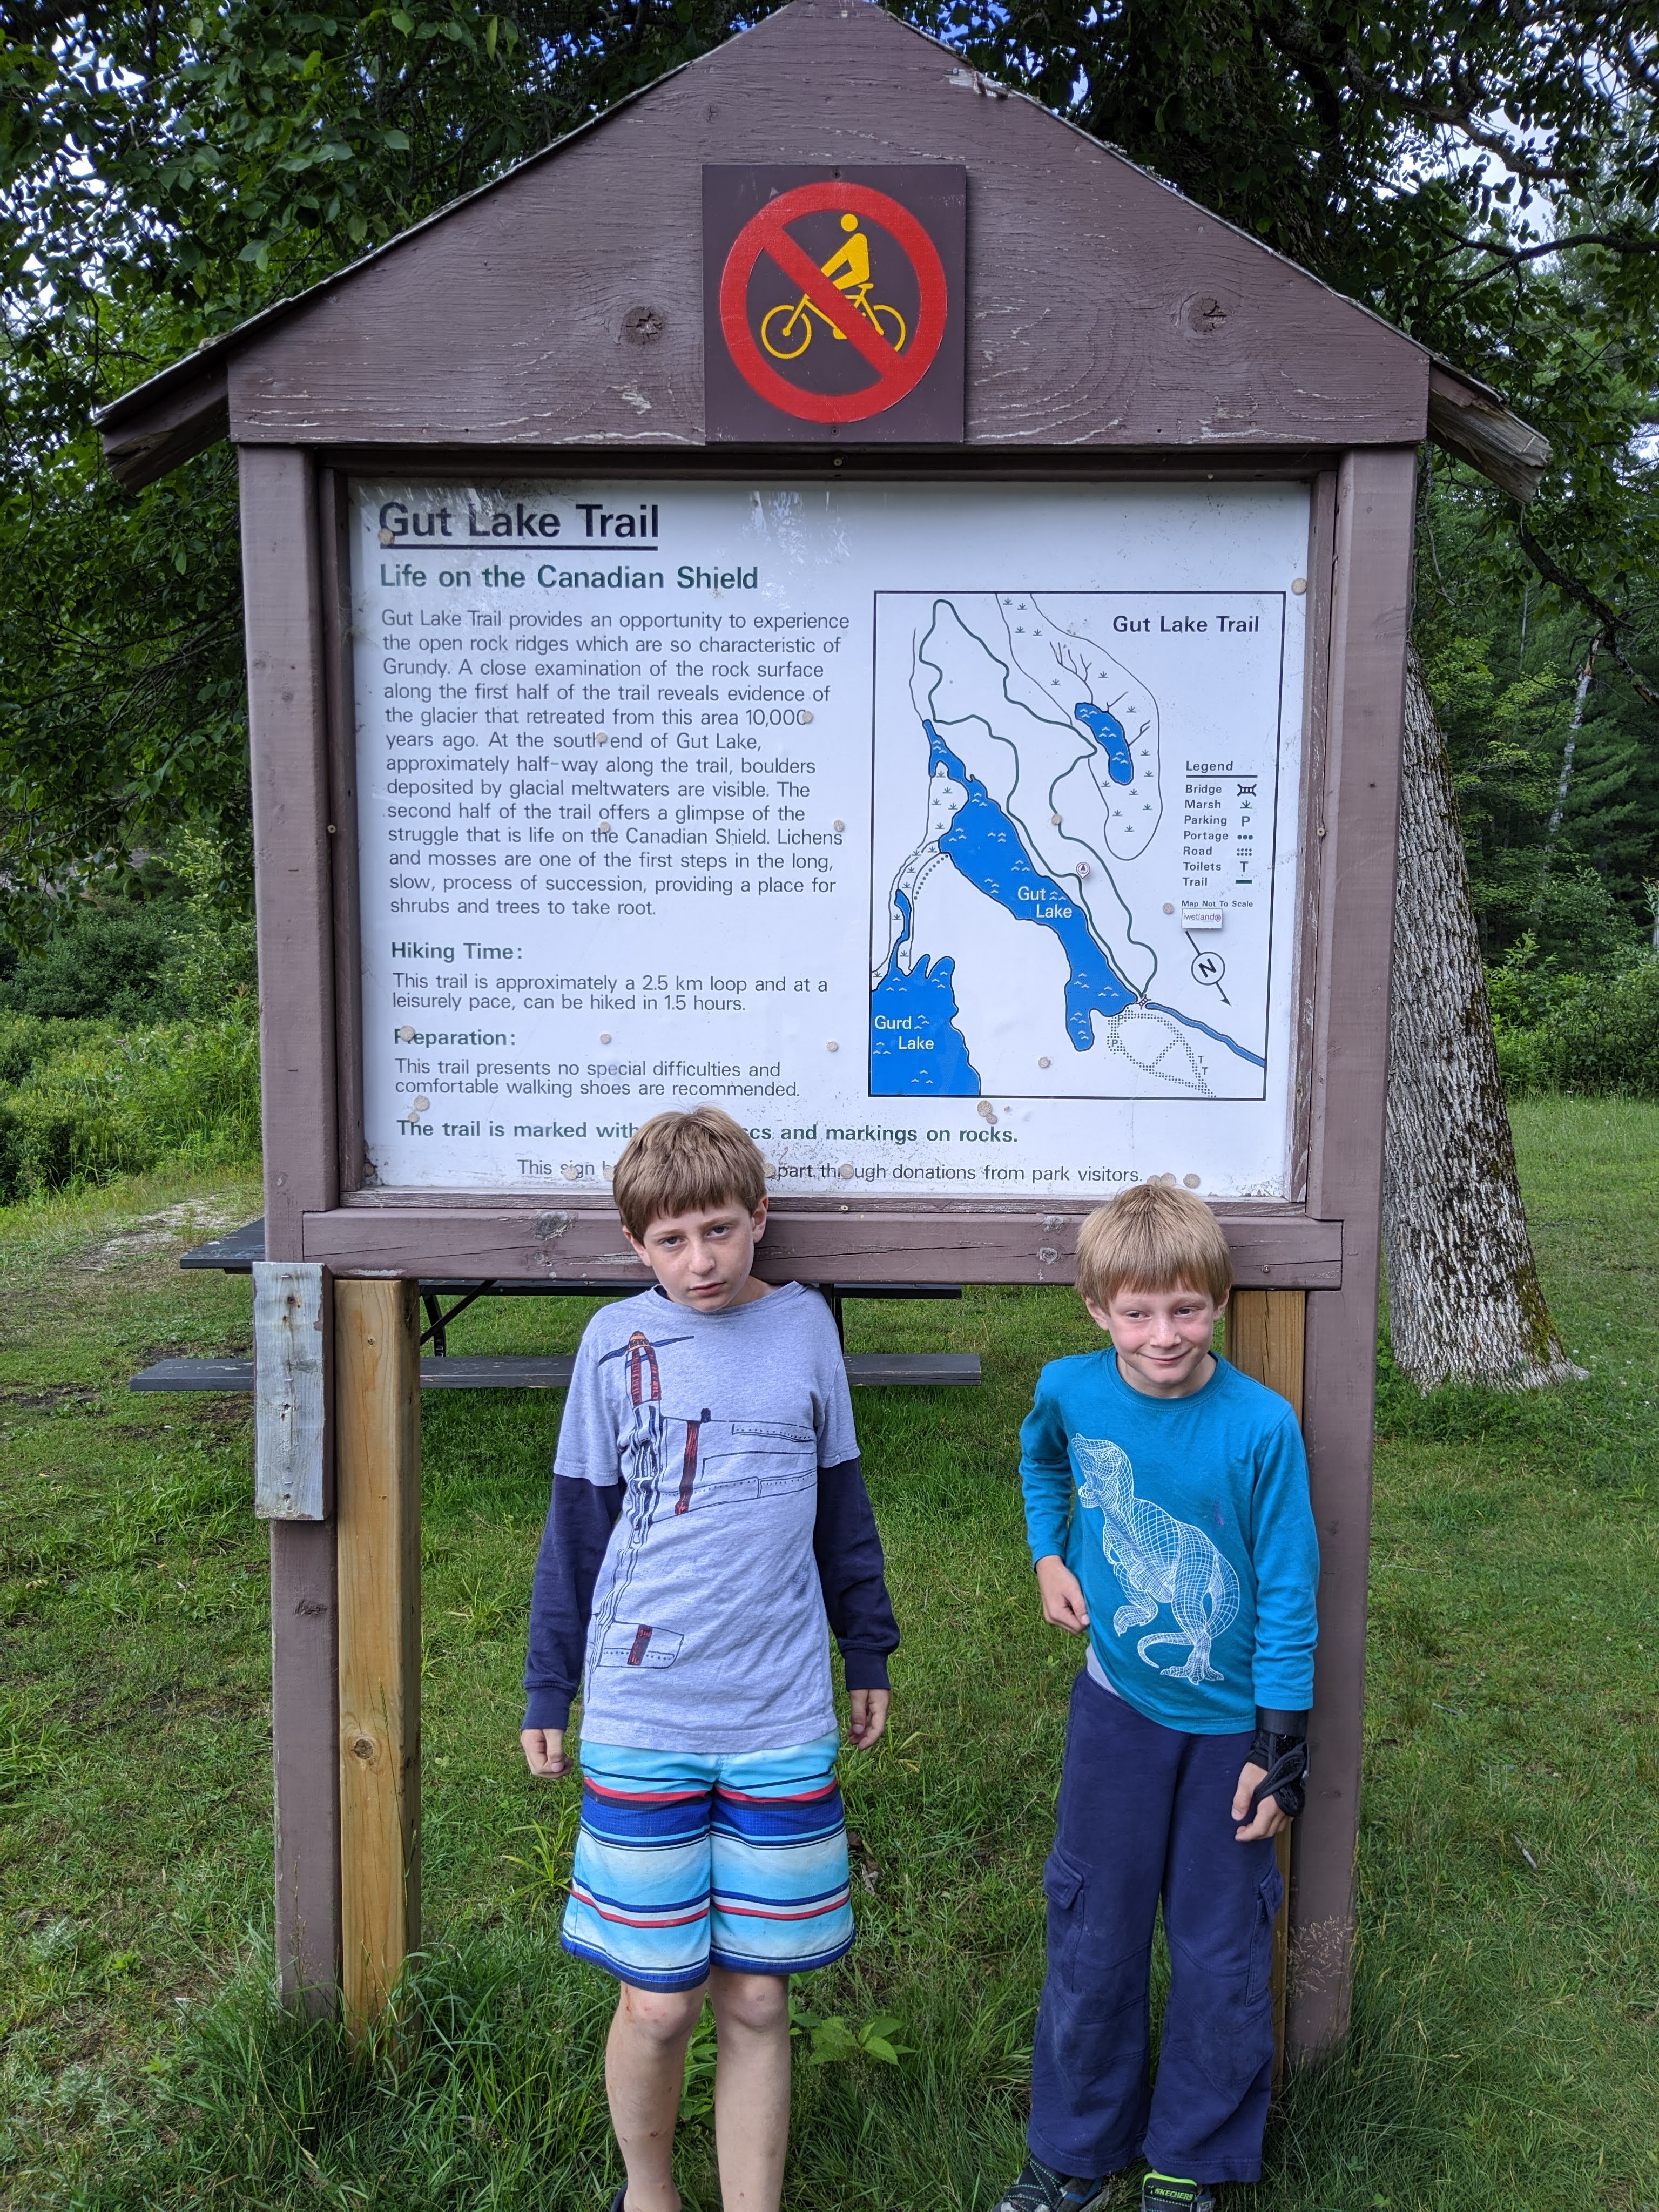 Gut Lake Trail
Life on the Canadian Shield
Gut Lake Trail provides an opportunity to experience
the open rock ridges which are so characteristic of
Grundy. A close examination of the rock surface
along the first half of the trail reveals evidence of
the glacier that retreated from this area 10,000
years ago. At the south end of Gut Lake,
approximately half-way along the trail, boulders
deposited by glacial meltwaters are visible. The
second half of the trail offers a glimpse of the
struggle that is life on the Canadian Shield. Lichens
and mosses are one of the first steps in the long,
slow, process of succession, providing a place for
shrubs and trees to take root.
Hiking Time:
This trail is approximately a 2.5 km loop and at a
leisurely pace, can be hiked in 1.5 hours.
Preparation:
This trail presents no special difficulties and
comfortable walking shoes are recommended.
The trail is marked with and markings on rocks.
This sign part through donations from park visitors.
Gut Lake Trail
Legend
Bridge
Marsh
Parking P
Portage
Road
Toilets T
Trail
Map Not To Scale
iwetland
N
Gut
Lake
Gurd
Lake
P
P
T
T
SKECHERS